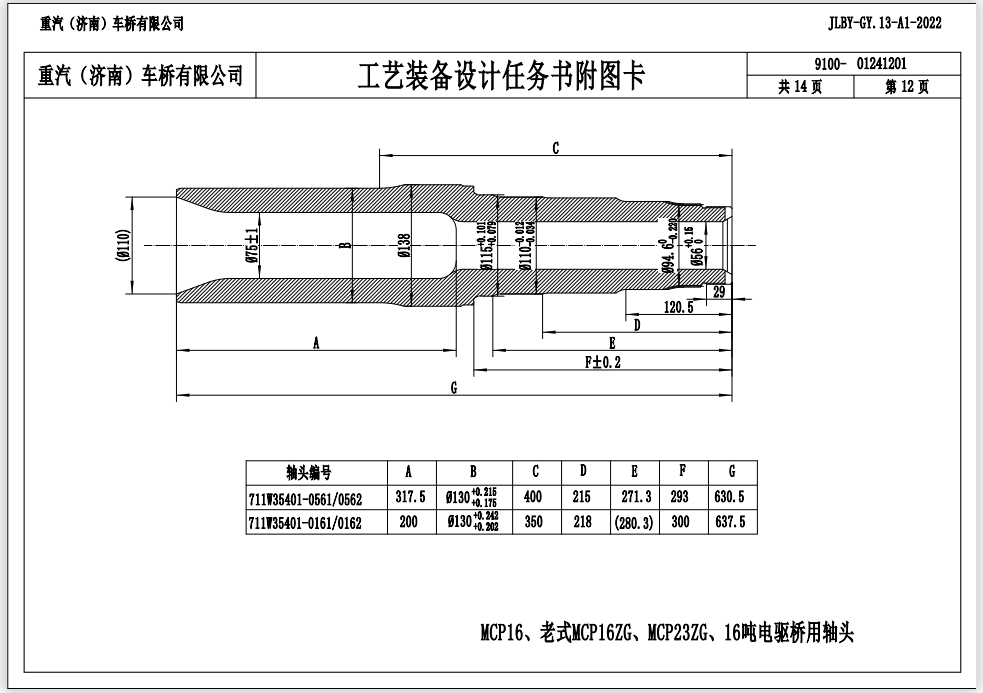 重汽（济南）车桥有限公司
JLBY-GY.13-A1-2022
重汽（济南）车桥有限公司
工艺装备设计任务书附图卡
9100- 01241201
共 14 页
第 12 页
C
(Ø110)
Ø75±1
B
Ø138
Ø115+0.101 +0.079
Ø110-0.012 -0.034
Ø94.6 0 -0.220
Ø56+0.15 0
29
120.5
D
A
E
F±0.2
G
轴头编号 A B C D E F G
711W35401-0561/0562 317.5 Ø130+0.215 +0.175 400 215 271.3 293 630.5
711W35401-0161/0162 200 Ø130+0.242 +0.202 350 218 (280.3) 300 637.5
MCP16、老式MCP16ZG、MCP23ZG、16吨电驱桥用轴头